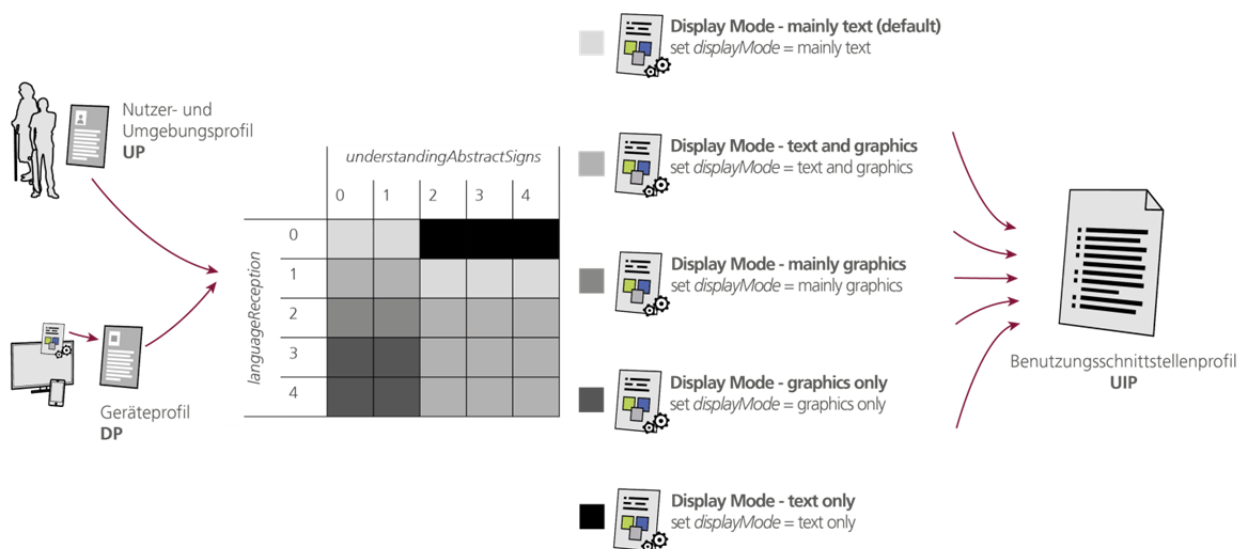 Nutzer- und
Umgebungsprofil
UP
Geräteprofil
DP
understandingAbstractSigns
0 1 2 3 4
languageReception
0
1
2
3
4
Display Mode - mainly text (default)
set displayMode = mainly text
Display Mode - text and graphics
set displayMode = text and graphics
Display Mode - mainly graphics
set displayMode = mainly graphics
Display Mode - graphics only
set displayMode = graphics only
Display Mode - text only
set displayMode = text only
Benutzungsschnittstellenprofil
UIP